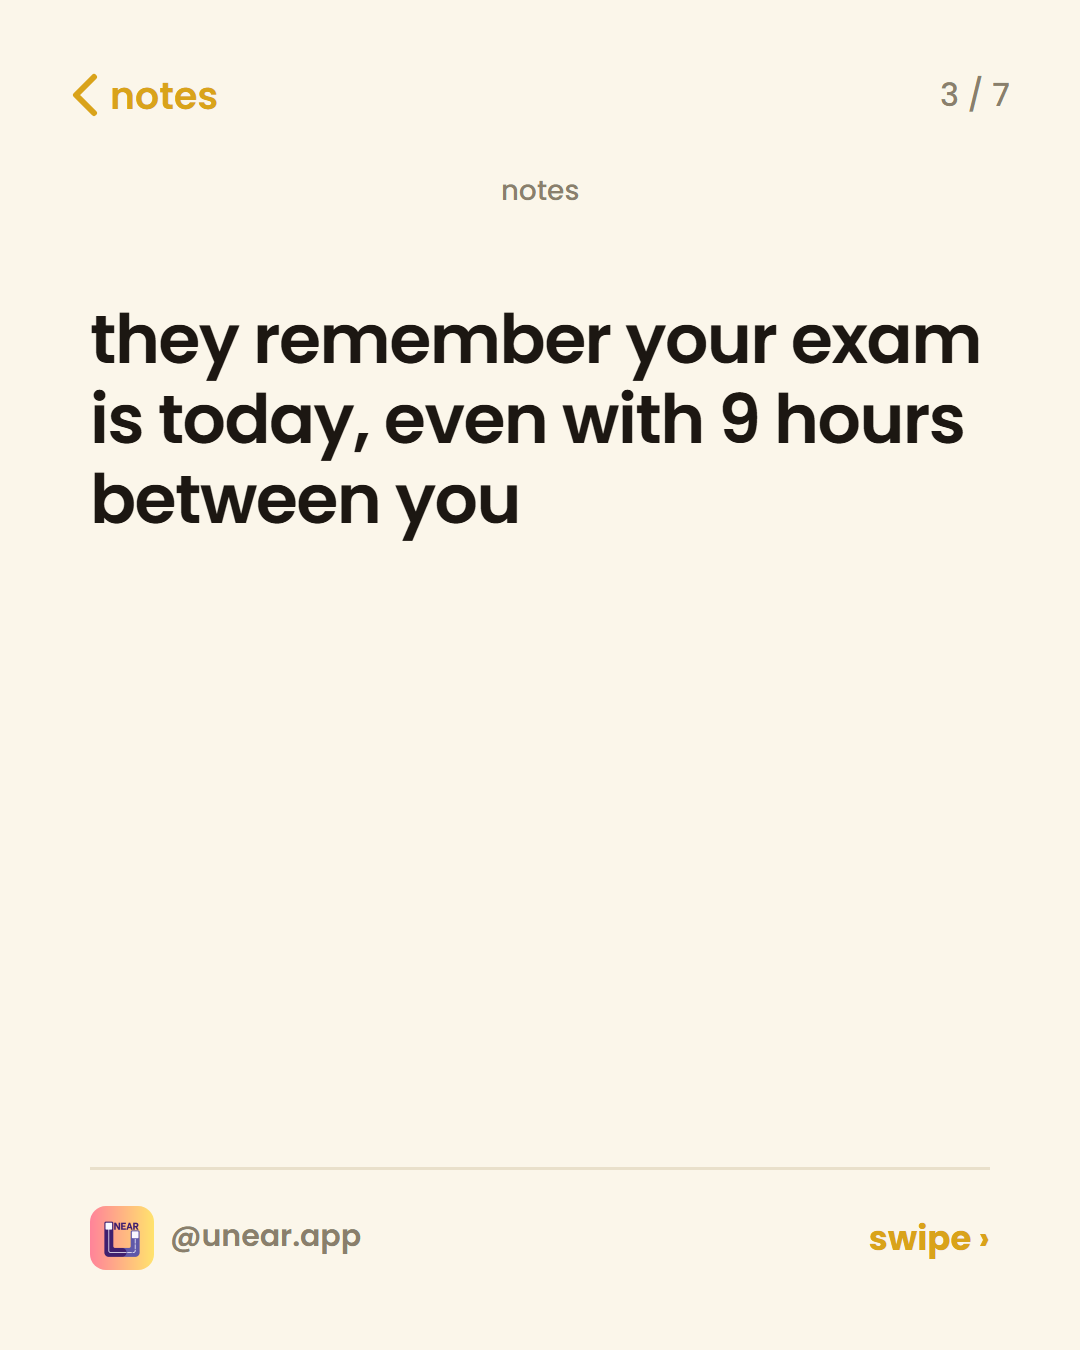 notes
3 / 7
notes
they remember your exam
is today, even with 9 hours
between you
UNEAR
@unear.app
swipe ›